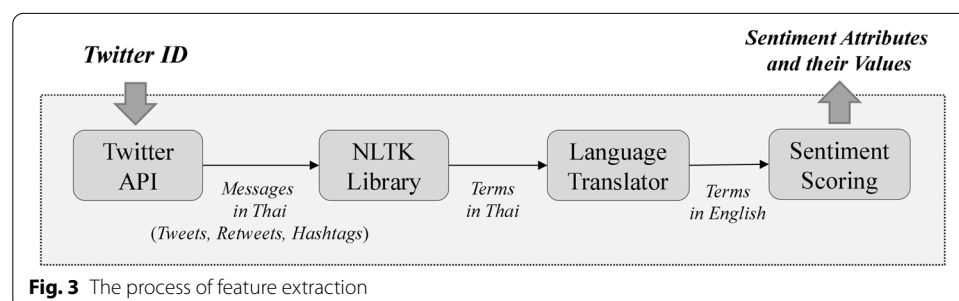 Twitter ID
Sentiment Attributes
and their Values
Twitter
API
Messages
in Thai
(Tweets, Retweets, Hashtags)
NLTK
Library
Terms
in Thai
Language
Translator
Terms
in English
Sentiment
Scoring
Fig. 3 The process of feature extraction